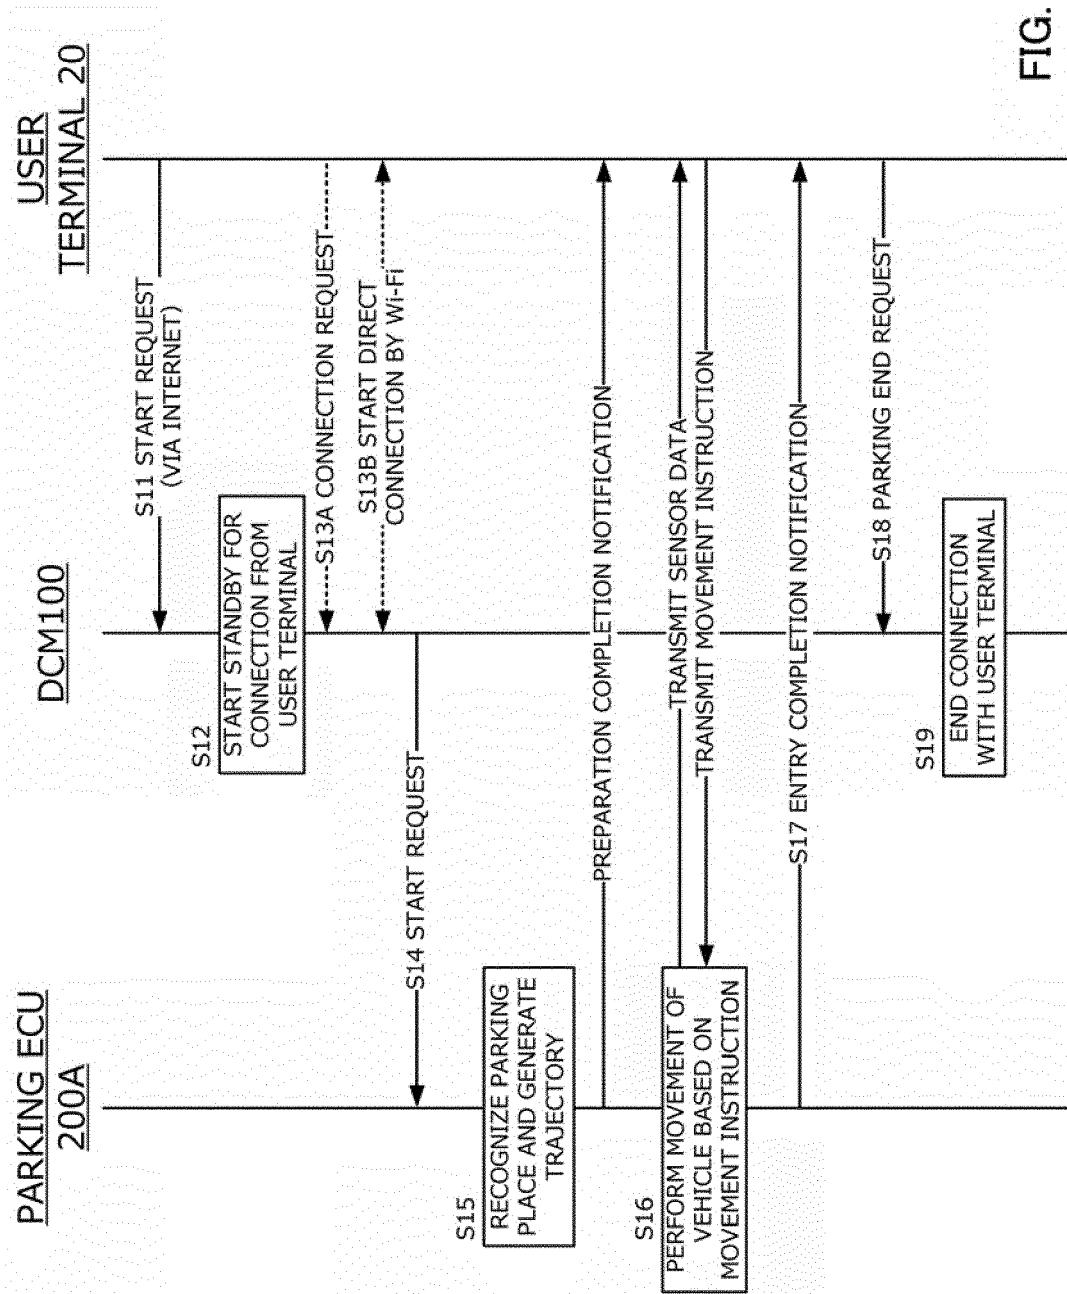 PARKING ECU
200A
DCM100
USER
TERMINAL 20
S11 START REQUEST
(VIA INTERNET)
S12
START STANDBY FOR
CONNECTION FROM
USER TERMINAL
S13A CONNECTION REQUEST
S13B START DIRECT
CONNECTION BY Wi-Fi
S14 START REQUEST
S15
RECOGNIZE PARKING
PLACE AND GENERATE
TRAJECTORY
PREPARATION COMPLETION NOTIFICATION
S16
PERFORM MOVEMENT OF
VEHICLE BASED ON
MOVEMENT INSTRUCTION
TRANSMIT SENSOR DATA
TRANSMIT MOVEMENT INSTRUCTION
S17 ENTRY COMPLETION NOTIFICATION
S18 PARKING END REQUEST
S19
END CONNECTION
WITH USER TERMINAL
FIG.